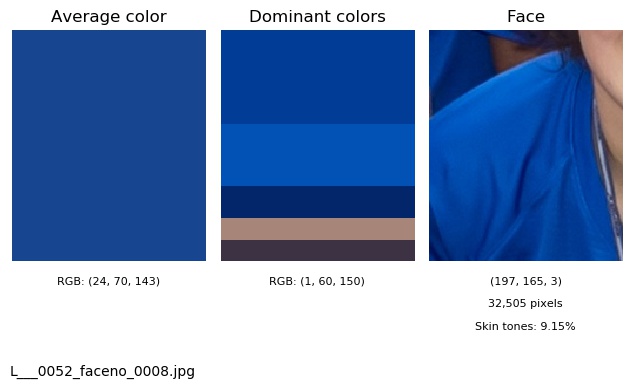 Average color
Dominant colors
Face
RGB: (24, 70, 143)
RGB: (1, 60, 150)
(197, 165, 3)
32,505 pixels
Skin tones: 9.15%
L___0052_faceno_0008.jpg